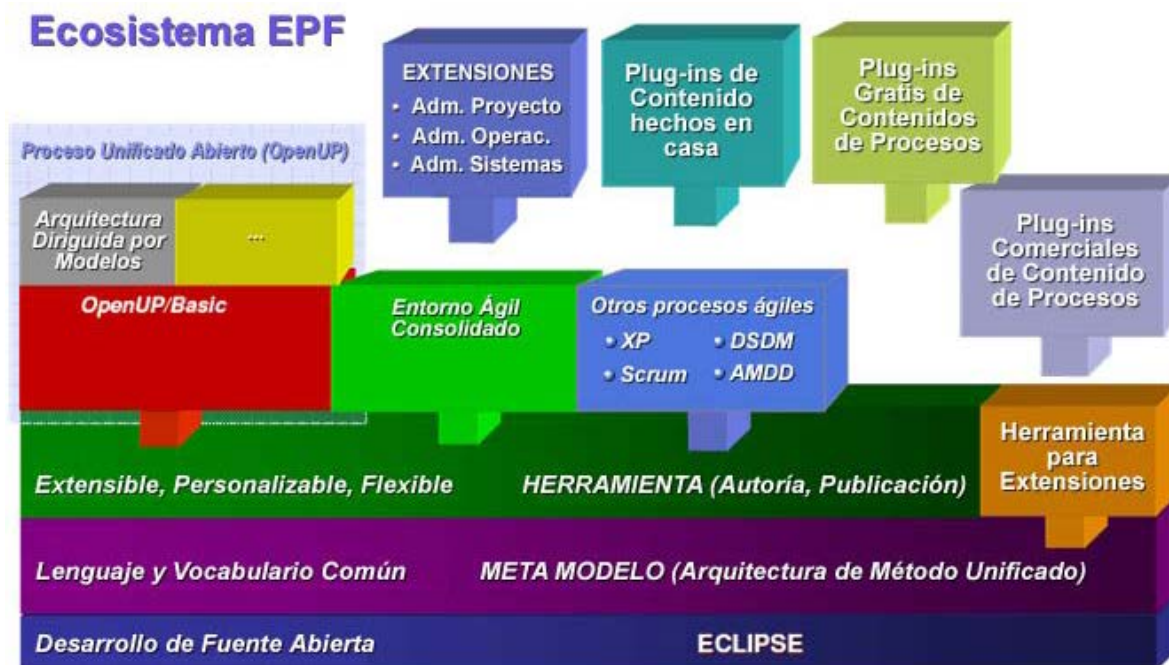 Ecosistema EPF
EXTENSIONES
• Adm. Proyecto
• Adm. Operac.
• Adm. Sistemas
Plug-ins de
Contenido
hechos en
casa
Plug-ins
Gratis de
Contenidos
de Procesos
Proceso Unificado Abierto (OpenUP)
Arquitectura
Diriguida por
Modelos
...
Plug-ins
Comerciales
de Contenido
de Procesos
OpenUP/Basic
Entorno Ágil
Consolidado
Otros procesos ágiles
• XP
• DSDM
• Scrum
• AMDD
Herramienta
para
Extensiones
Extensible, Personalizable, Flexible
HERRAMIENTA (Autoría, Publicación)
Lenguaje y Vocabulario Común
META MODELO (Arquitectura de Método Unificado)
Desarrollo de Fuente Abierta
ECLIPSE